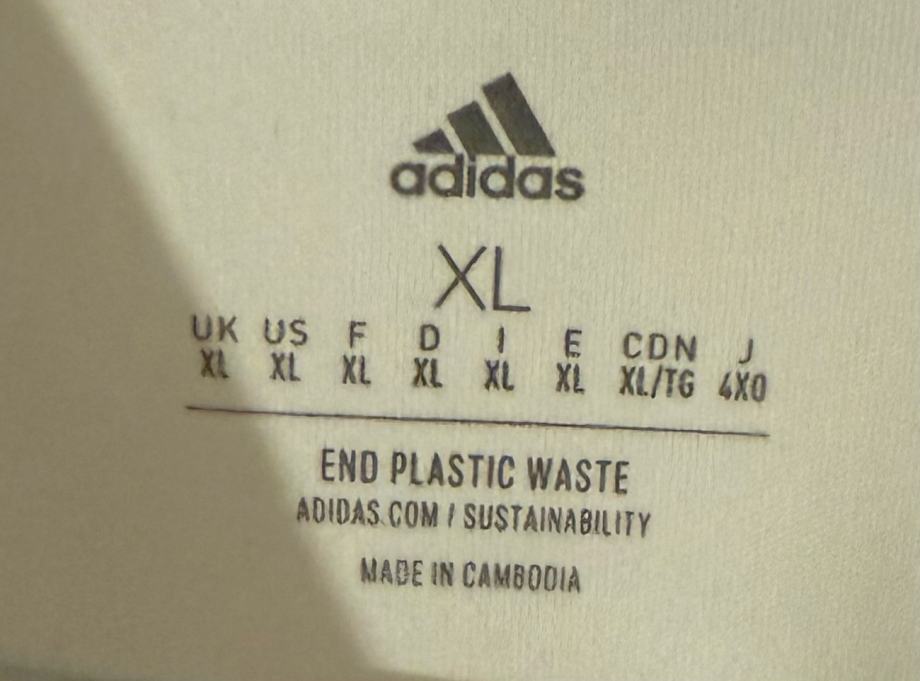 adidas
XL
UK US F D I E CDN J
XL XL XL XL XL XL XL/TG 4XO
END PLASTIC WASTE
ADIDAS.COM / SUSTAINABILITY
MADE IN CAMBODIA